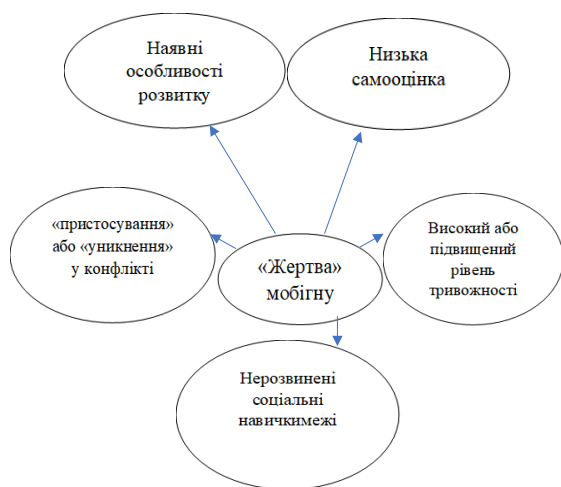 Наявні
особливості
розвитку
Низька
самооцінка
«пристосування»
або «уникнення»
у конфлікті
«Жертва»
мобігну
Високий або
підвищений
рівень
тривожності
Нерозвинені
соціальні
навичкимежі